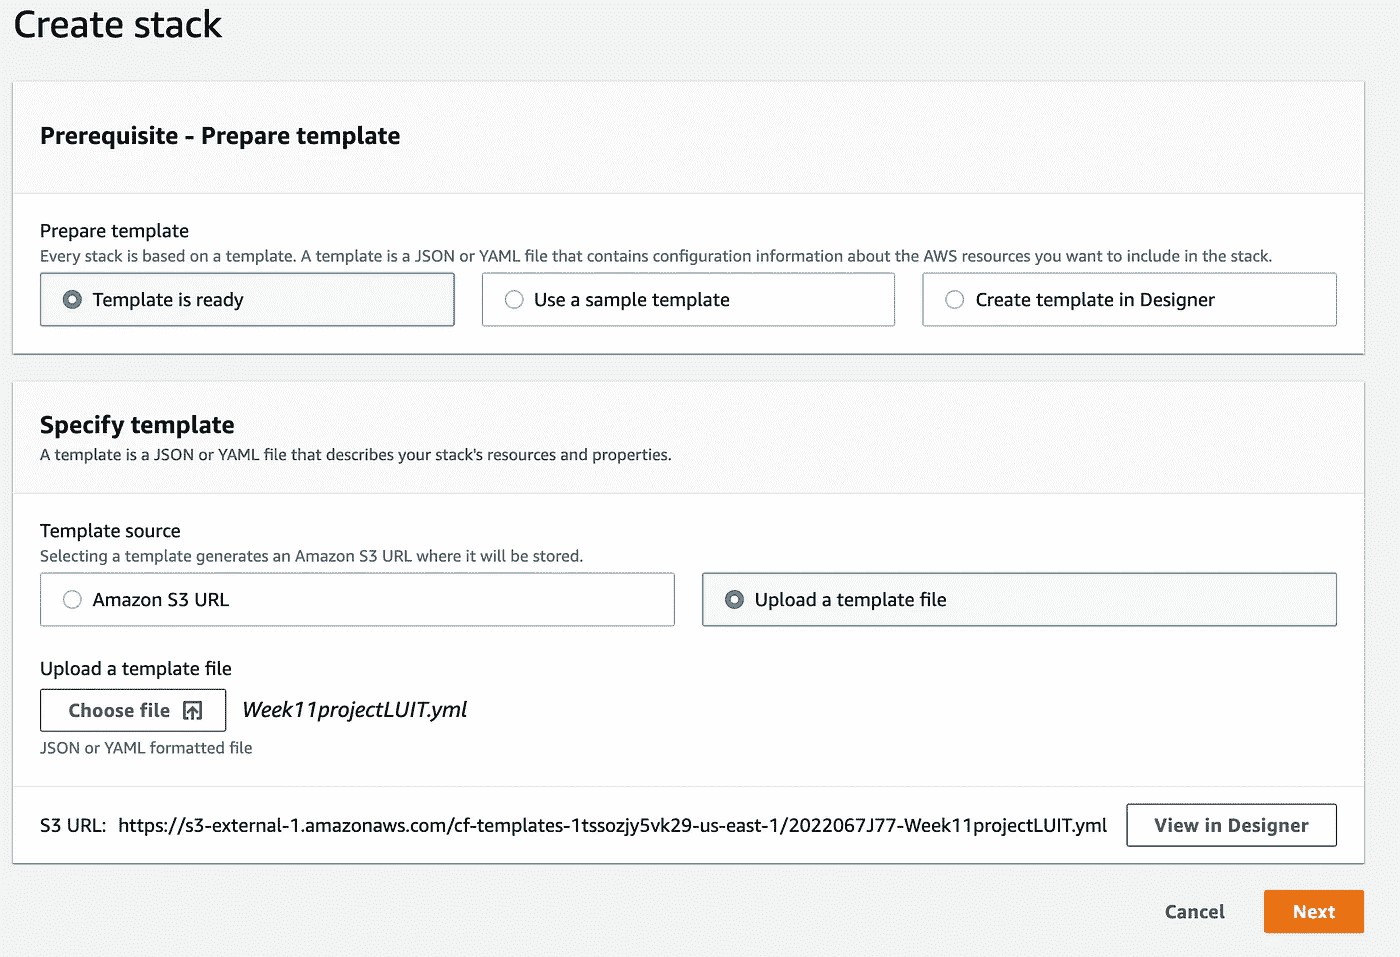 Create stack
Prerequisite - Prepare template
Prepare template
Every stack is based on a template. A template is a JSON or YAML file that contains configuration information about the AWS resources you want to include in the stack.
Template is ready
Use a sample template
Create template in Designer
Specify template
A template is a JSON or YAML file that describes your stack's resources and properties.
Template source
Selecting a template generates an Amazon S3 URL where it will be stored.
Amazon S3 URL
Upload a template file
Upload a template file
Choose file
Week11projectLUIT.yml
JSON or YAML formatted file
S3 URL: https://s3-external-1.amazonaws.com/cf-templates-1tssozjy5vk29-us-east-1/2022067J77-Week11projectLUIT.yml
View in Designer
Cancel
Next